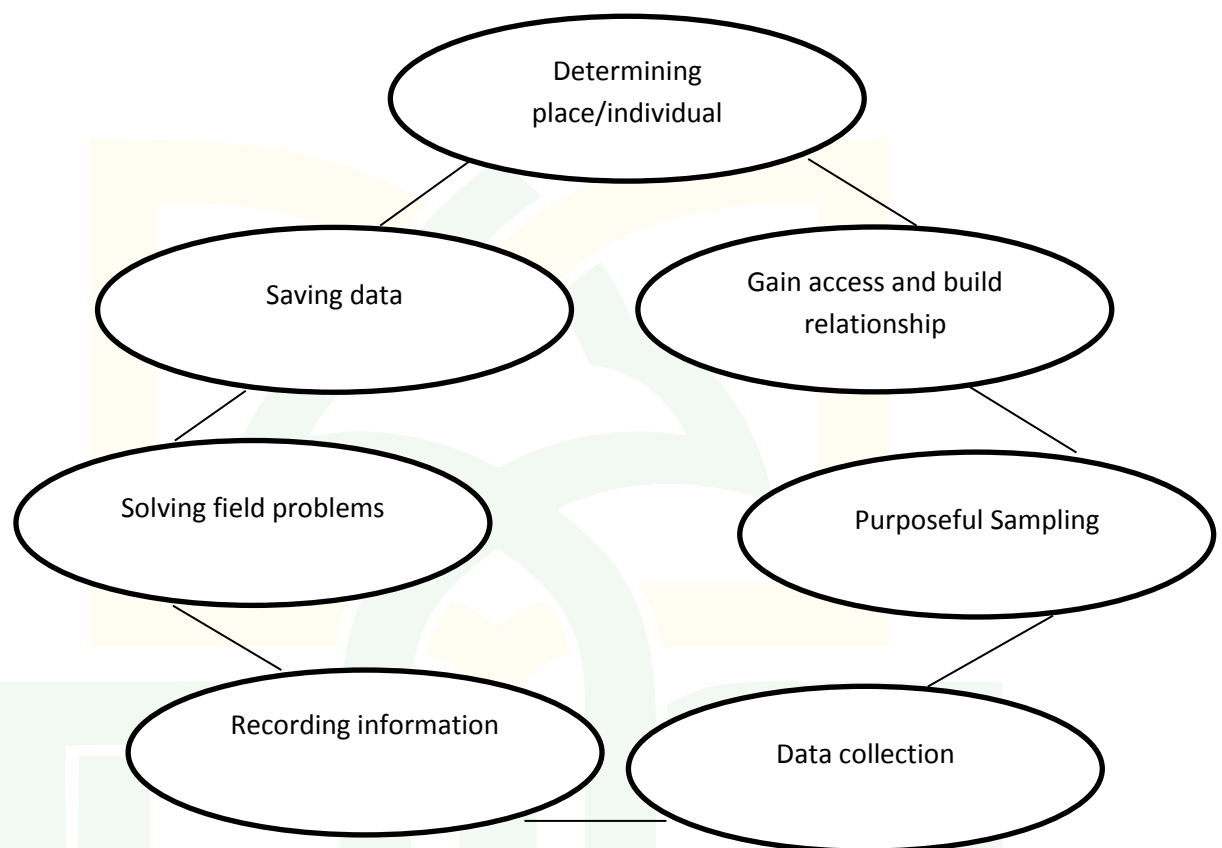 Determining
place/individual
Saving data
Gain access and build
relationship
Solving field problems
Purposeful Sampling
Recording information
Data collection